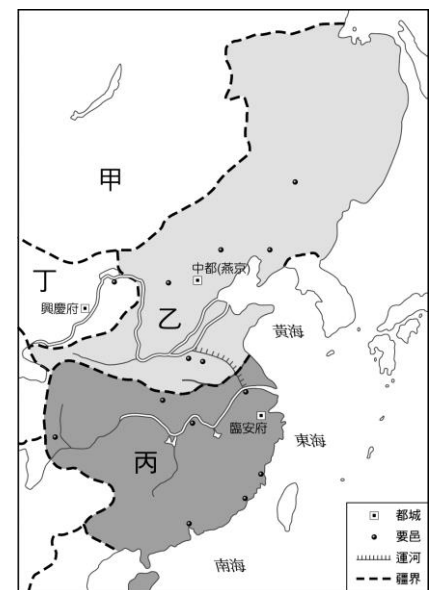 甲
丁
中都(燕京)
興慶府
乙
黃海
臨安府
東海
丙
南海
都城
要邑
運河
疆界